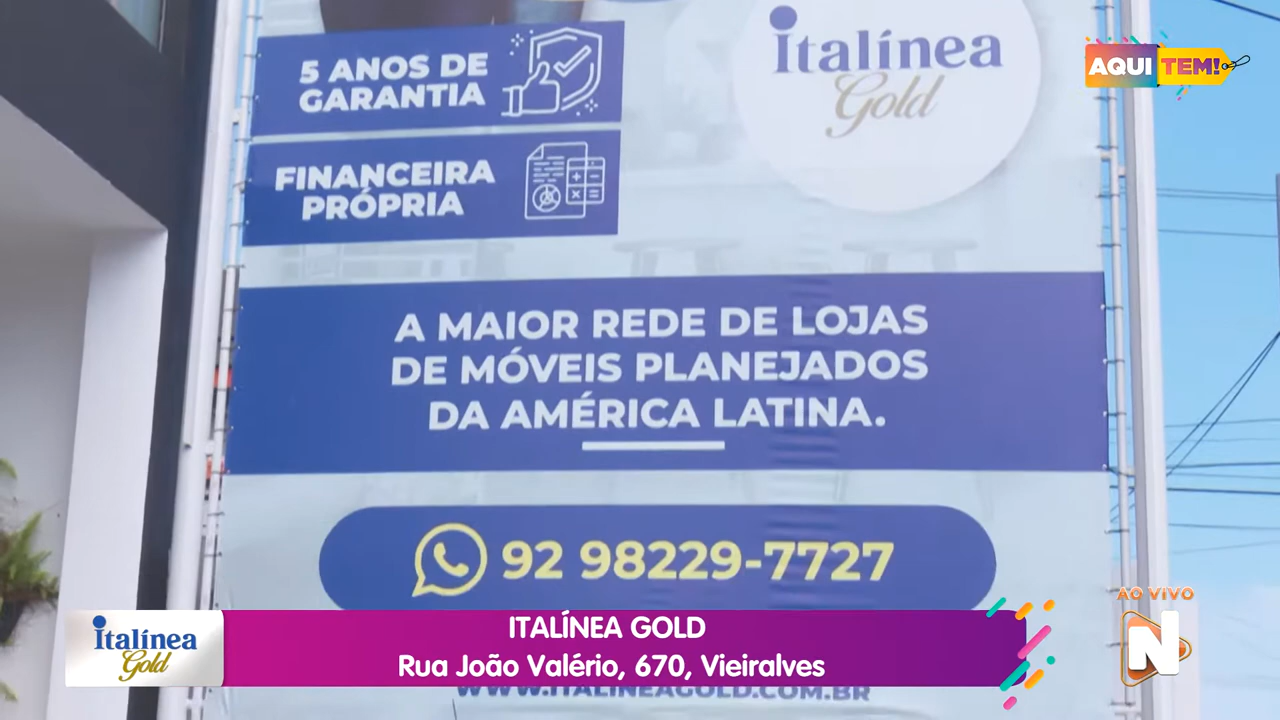 Italínea
Gold
AQUI TEM!
5 ANOS DE
GARANTIA
FINANCEIRA
PRÓPRIA
A MAIOR REDE DE LOJAS
DE MÓVEIS PLANEJADOS
DA AMÉRICA LATINA.
92 98229-7727
AO VIVO
N
Italínea
Gold
ITALÍNEA GOLD
Rua João Valério, 670, Vieiralves
WWW.ITALINEAGOLD.COM.BR